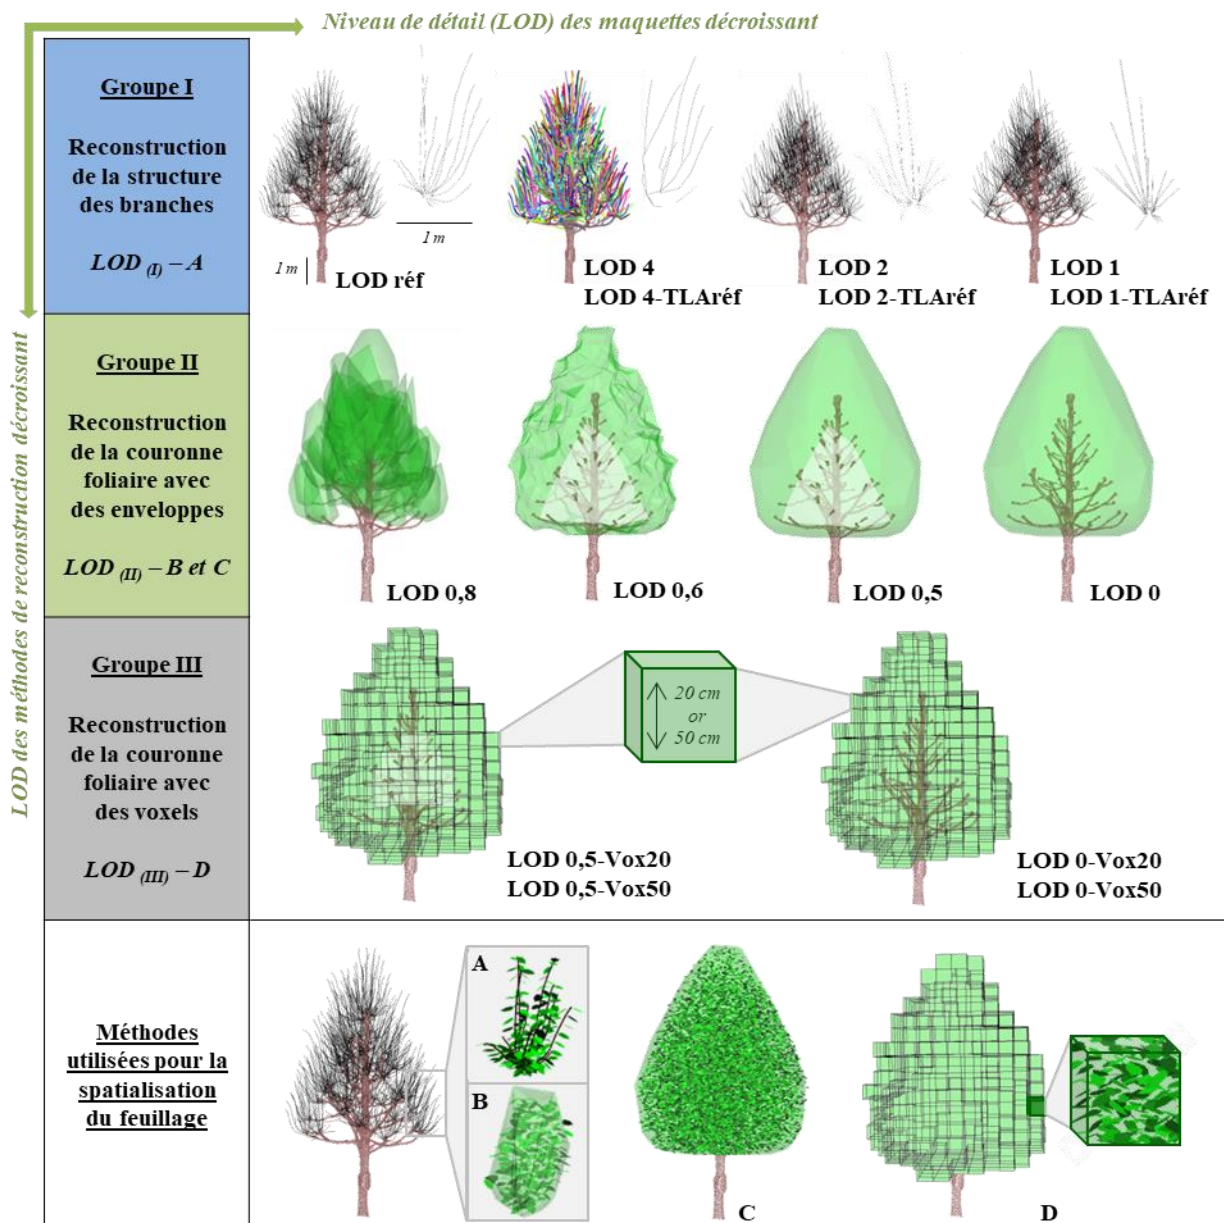 Niveau de détail (LOD) des maquettes décroissant
LOD des méthodes de reconstruction décroissant
Groupe I
Reconstruction
de la structure
des branches
LOD (I) – A
1 m
1 m
LOD réf
LOD 4
LOD 4-TLAréf
LOD 2
LOD 2-TLAréf
LOD 1
LOD 1-TLAréf
Groupe II
Reconstruction
de la couronne
foliaire avec
des enveloppes
LOD (II) – B et C
LOD 0,8
LOD 0,6
LOD 0,5
LOD 0
Groupe III
Reconstruction
de la couronne
foliaire avec
des voxels
LOD (III) – D
20 cm
or
50 cm
LOD 0,5-Vox20
LOD 0,5-Vox50
LOD 0-Vox20
LOD 0-Vox50
Méthodes
utilisées pour la
spatialisation
du feuillage
A
B
C
D